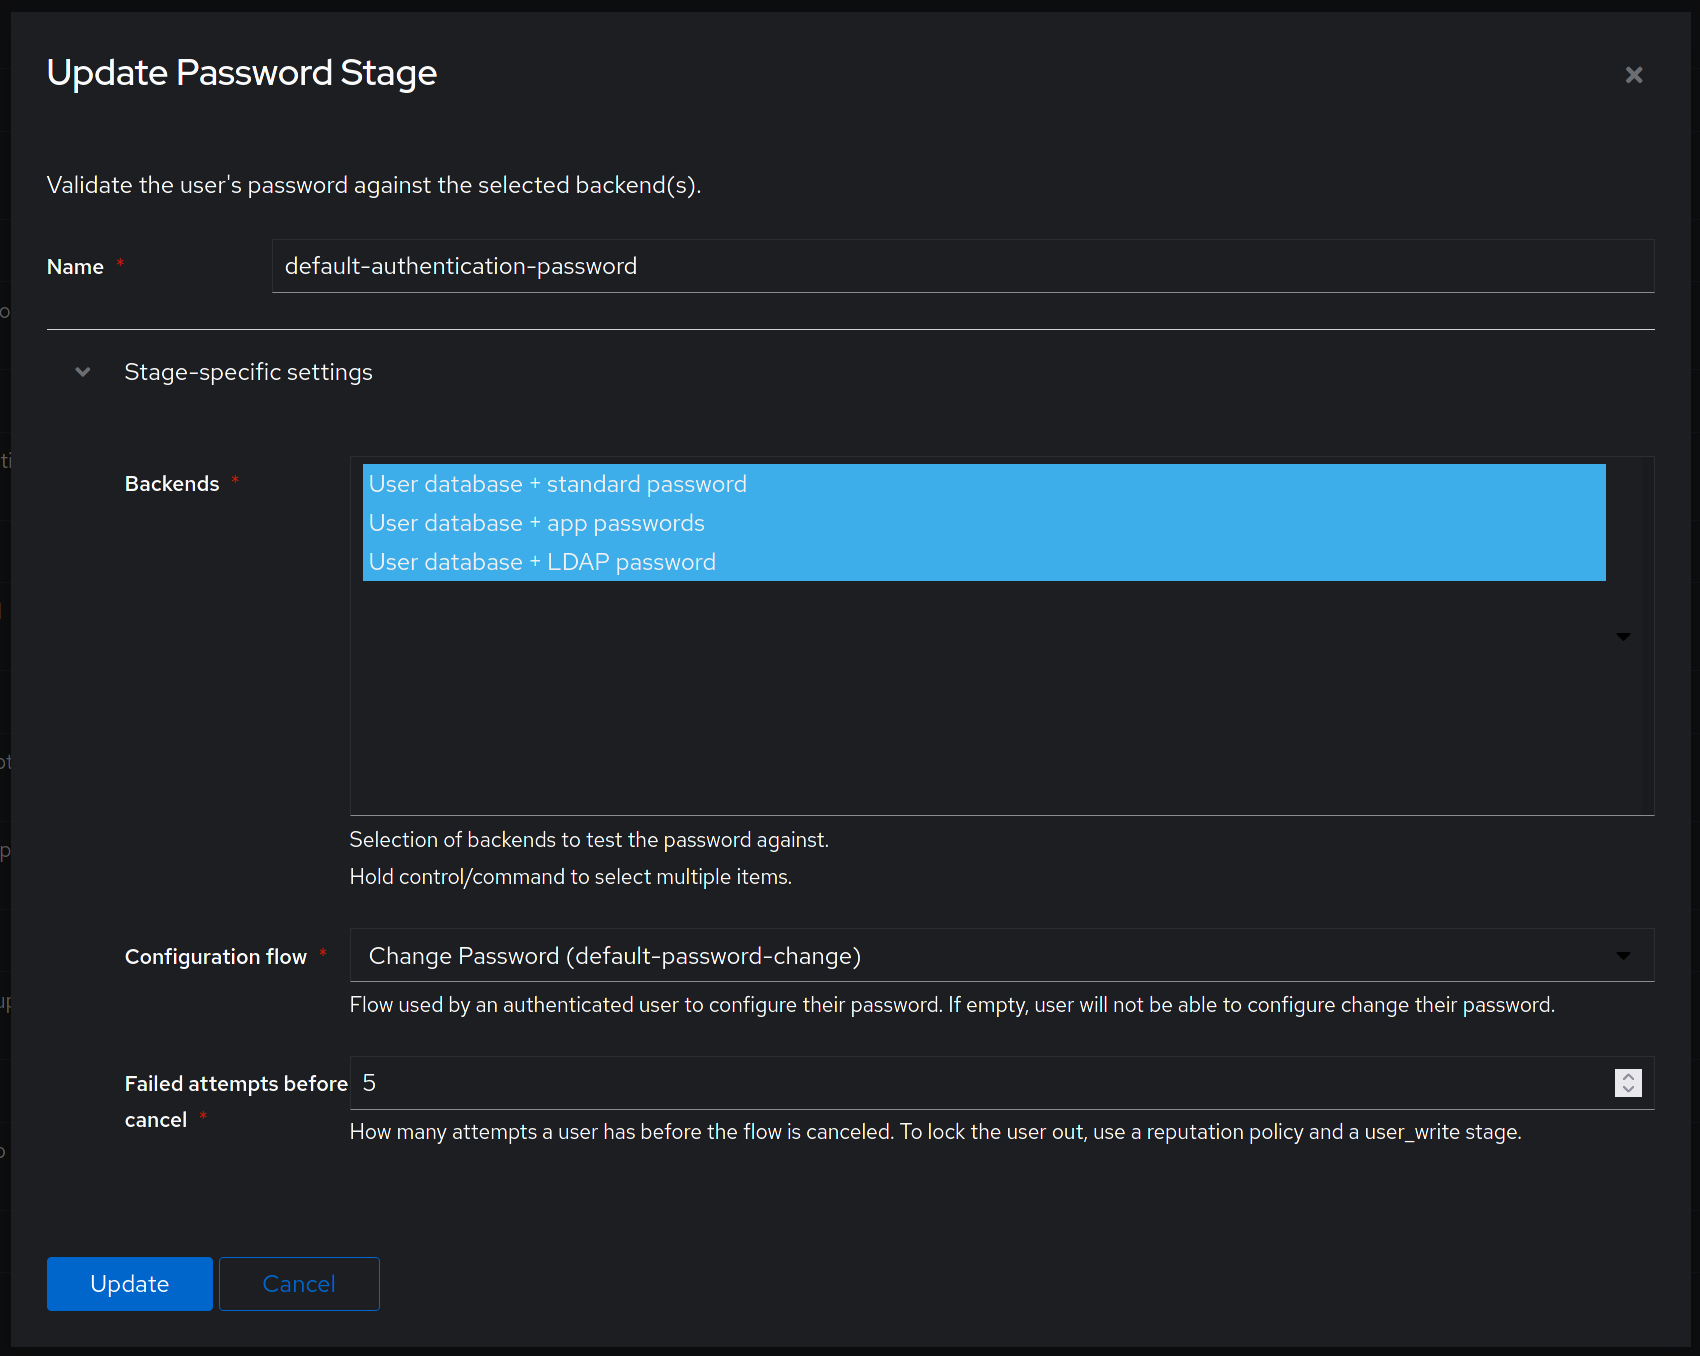 Update Password Stage
Validate the user's password against the selected backend(s).
Name *
default-authentication-password
Stage-specific settings
Backends *
User database + standard password
User database + app passwords
User database + LDAP password
Selection of backends to test the password against.
Hold control/command to select multiple items.
Configuration flow *
Change Password (default-password-change)
Flow used by an authenticated user to configure their password. If empty, user will not be able to configure change their password.
Failed attempts before
cancel *
5
How many attempts a user has before the flow is canceled. To lock the user out, use a reputation policy and a user_write stage.
Update
Cancel